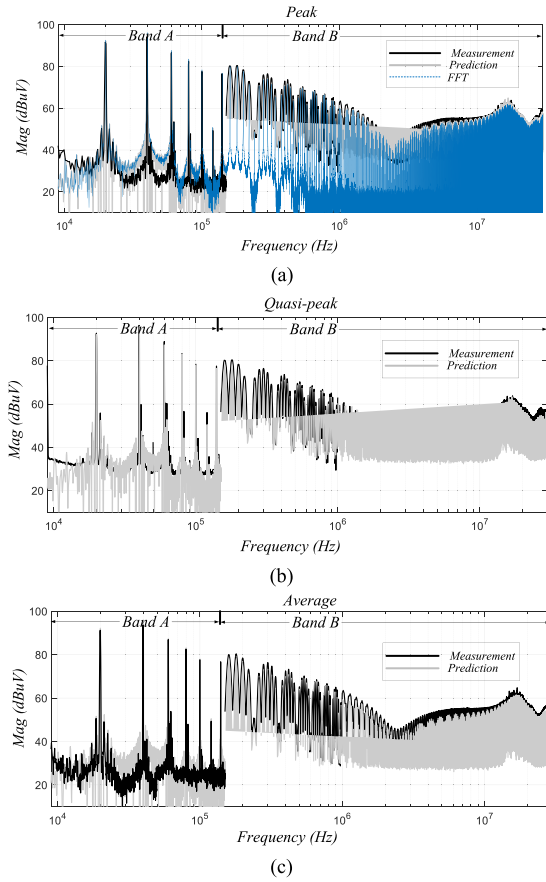 Peak
Band A
Band B
Measurement
Prediction
FFT
Mag (dBuV)
100
80
60
40
20
10^4
10^5
10^6
10^7
Frequency (Hz)
(a)
Quasi-peak
Band A
Band B
Measurement
Prediction
Mag (dBuV)
100
80
60
40
20
10^4
10^5
10^6
10^7
Frequency (Hz)
(b)
Average
Band A
Band B
Measurement
Prediction
Mag (dBuV)
100
80
60
40
20
10^4
10^5
10^6
10^7
Frequency (Hz)
(c)